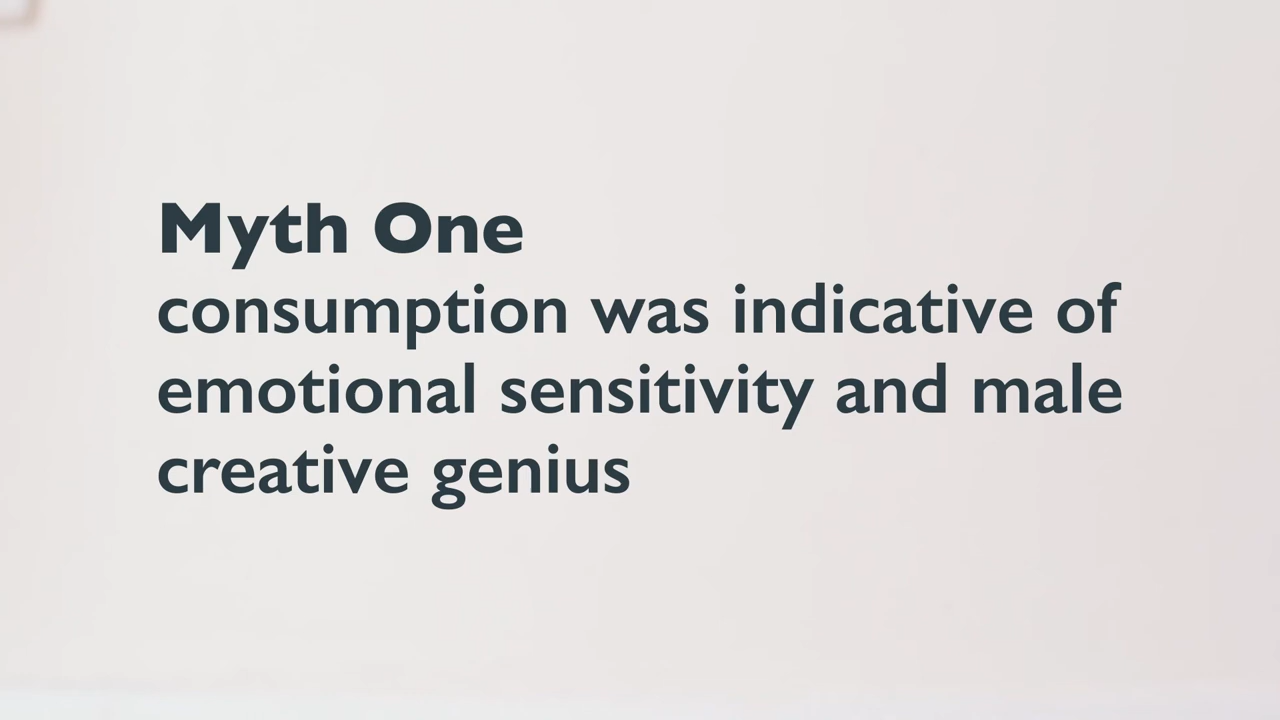 Myth One
consumption was indicative of
emotional sensitivity and male
creative genius